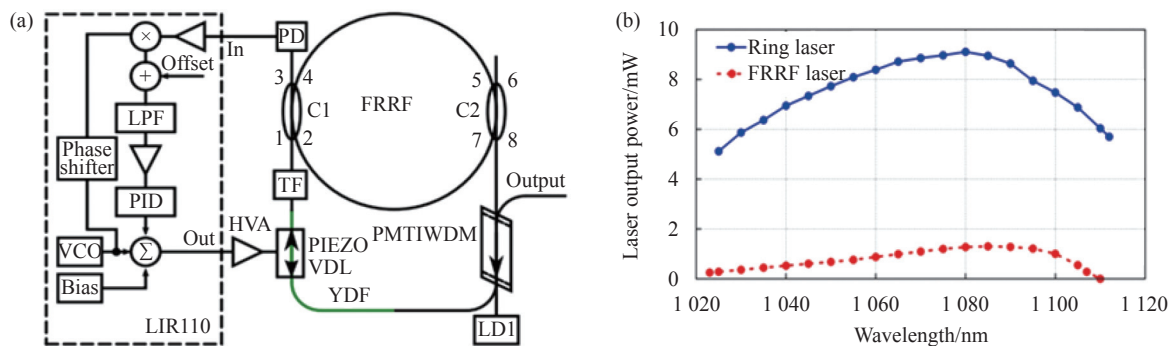 (a)
PD
In
×
+
Offset
LPF
Phase
shifter
PID
VCO
Σ
Bias
Out
LIR110
HVA
3 4
C1
1 2
TF
PIEZO
VDL
YDF
FRRF
5 6
C2
7 8
Output
PMTIWDM
LD1
(b)
Laser output power/mW
10
8
6
4
2
0
Ring laser
FRRF laser
1 020 1 040 1 060 1 080 1 100 1 120
Wavelength/nm